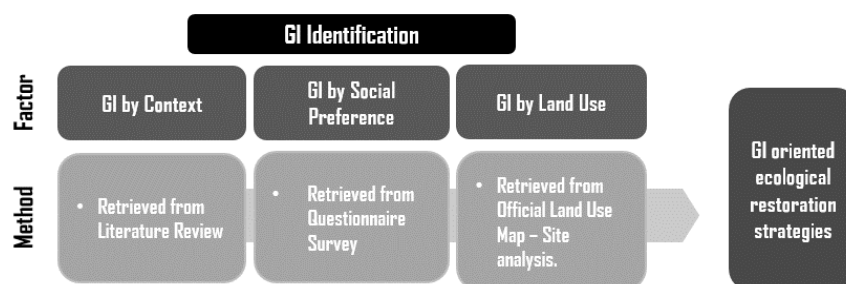 GI Identification
Factor
GI by Context
GI by Social
Preference
GI by Land Use
Method
• Retrieved from
Literature Review
• Retrieved from
Questionnaire
Survey
• Retrieved from
Official Land Use
Map – Site
analysis.
GI oriented
ecological
restoration
strategies